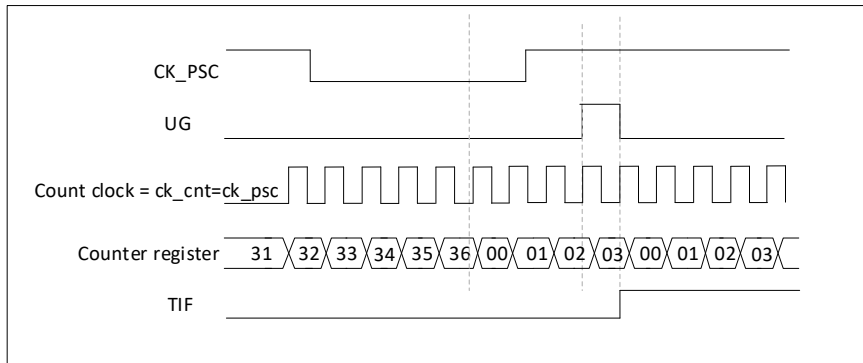 CK_PSC
UG
Count clock = ck_cnt=ck_psc
Counter register 31 32 33 34 35 36 00 01 02 03 00 01 02 03
TIF